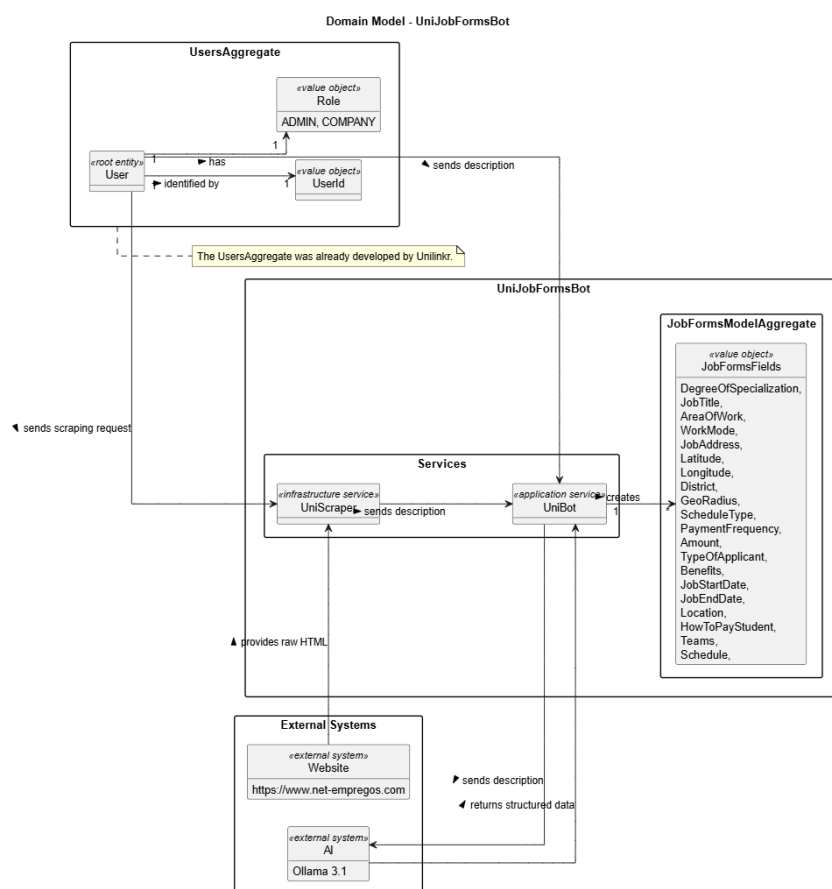 Domain Model - UniJobFormsBot
UsersAggregate
«value object»
Role
ADMIN, COMPANY
1
1
has
sends description
«root entity»
User
«value object»
UserId
1
identified by
1
The UsersAggregate was already developed by Unilinkr.
UniJobFormsBot
JobFormsModelAggregate
«value object»
JobFormsFields
DegreeOfSpecialization,
JobTitle,
AreaOfWork,
WorkMode,
JobAddress,
Latitude,
Longitude,
District,
GeoRadius,
ScheduleType,
PaymentFrequency,
Amount,
TypeOfApplicant,
Benefits,
JobStartDate,
JobEndDate,
Location,
HowToPayStudent,
Teams,
Schedule,
sends scraping request
Services
«infrastructure service»
UniScraper
sends description
«application service»
UniBot
creates
1
*
provides raw HTML
External Systems
«external system»
Website
https://www.net-empregos.com
sends description
returns structured data
«external system»
AI
Ollama 3.1